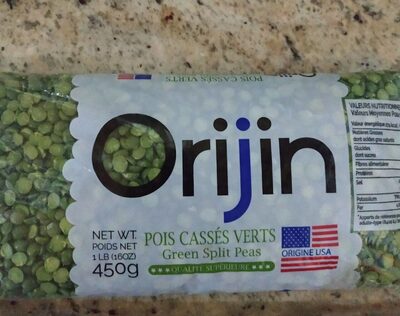 POIS CASSÉS VERTS
Orijin
NET WT.
POIDS NET
1 LB (16OZ)
450g
POIS CASSÉS VERTS
Green Split Peas
QUALITÉ SUPÉRIEURE
ORIGINE USA
VALEURS NUTRITIONNE
Valeurs Moyennes Pour
Valeur énergétique
Matières Grasses
dont acides gras saturés
Glucides
dont sucres
Fibres alimentaires
Protéines
Sel
Potassium